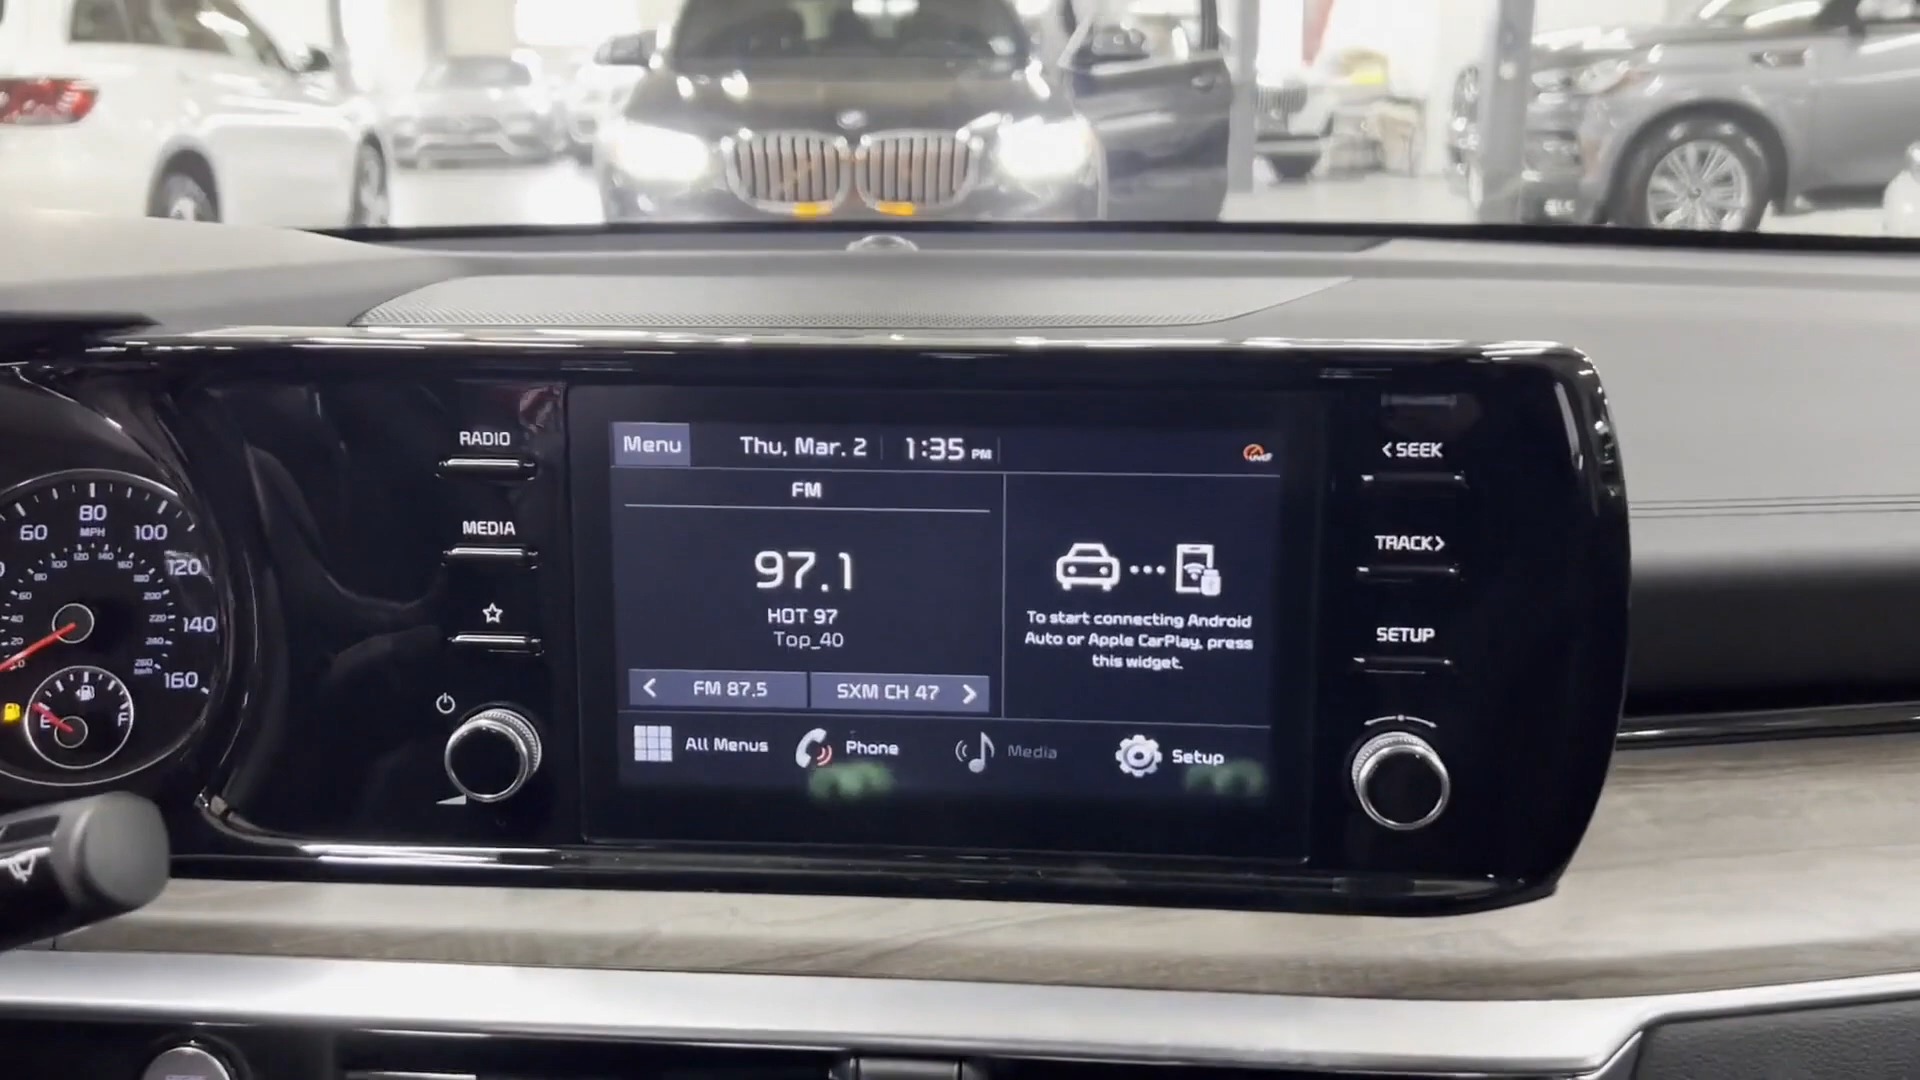 RADIO
MEDIA
Menu
Thu, Mar. 2
1:35 PM
FM
97.1
HOT 97
Top_40
FM 87.5
SXM CH 47
To start connecting Android
Auto or Apple CarPlay, press
this widget.
All Menus
Phone
Media
Setup
SEEK
TRACK
SETUP
60
80
100
120
140
160
MPH
E
F